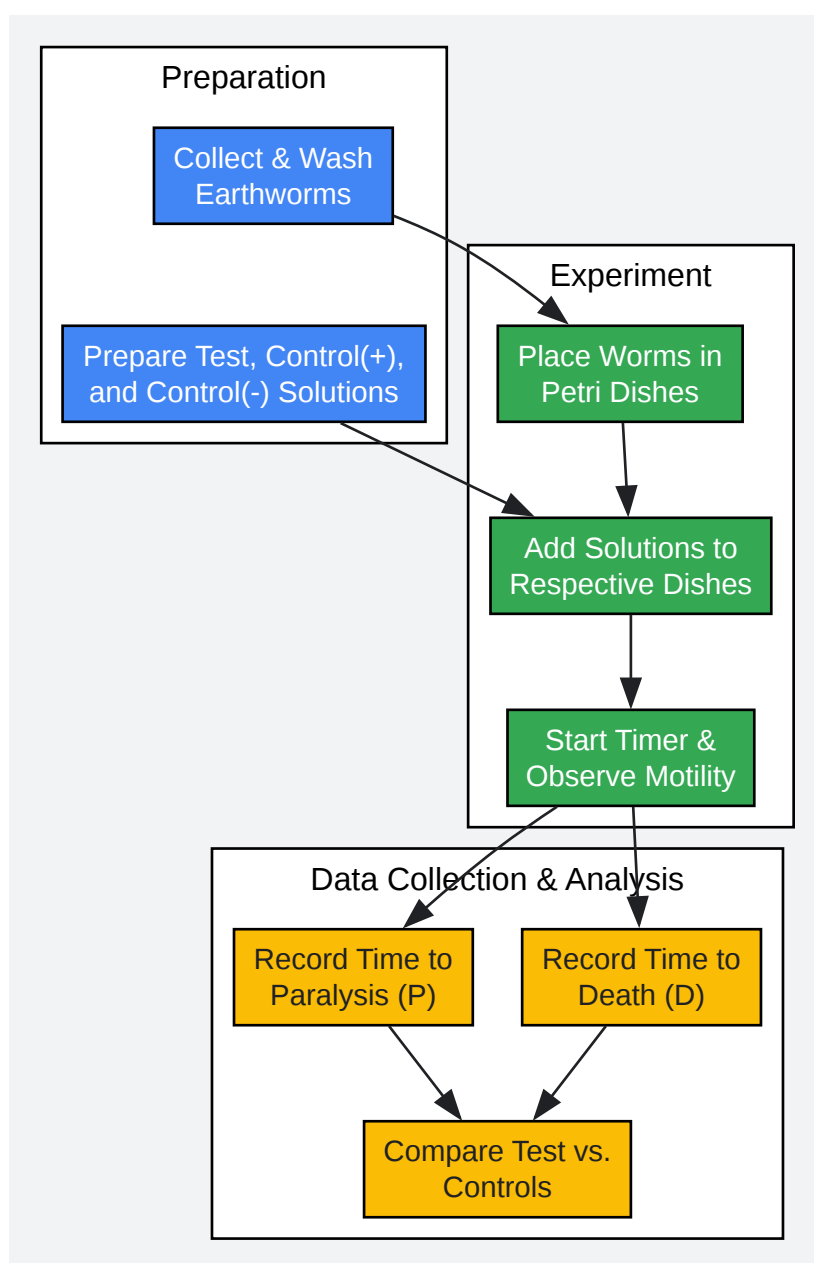 Preparation
Collect & Wash
Earthworms
Prepare Test, Control(+),
and Control(-) Solutions
Experiment
Place Worms in
Petri Dishes
Add Solutions to
Respective Dishes
Start Timer &
Observe Motility
Data Collection & Analysis
Record Time to
Paralysis (P)
Record Time to
Death (D)
Compare Test vs.
Controls